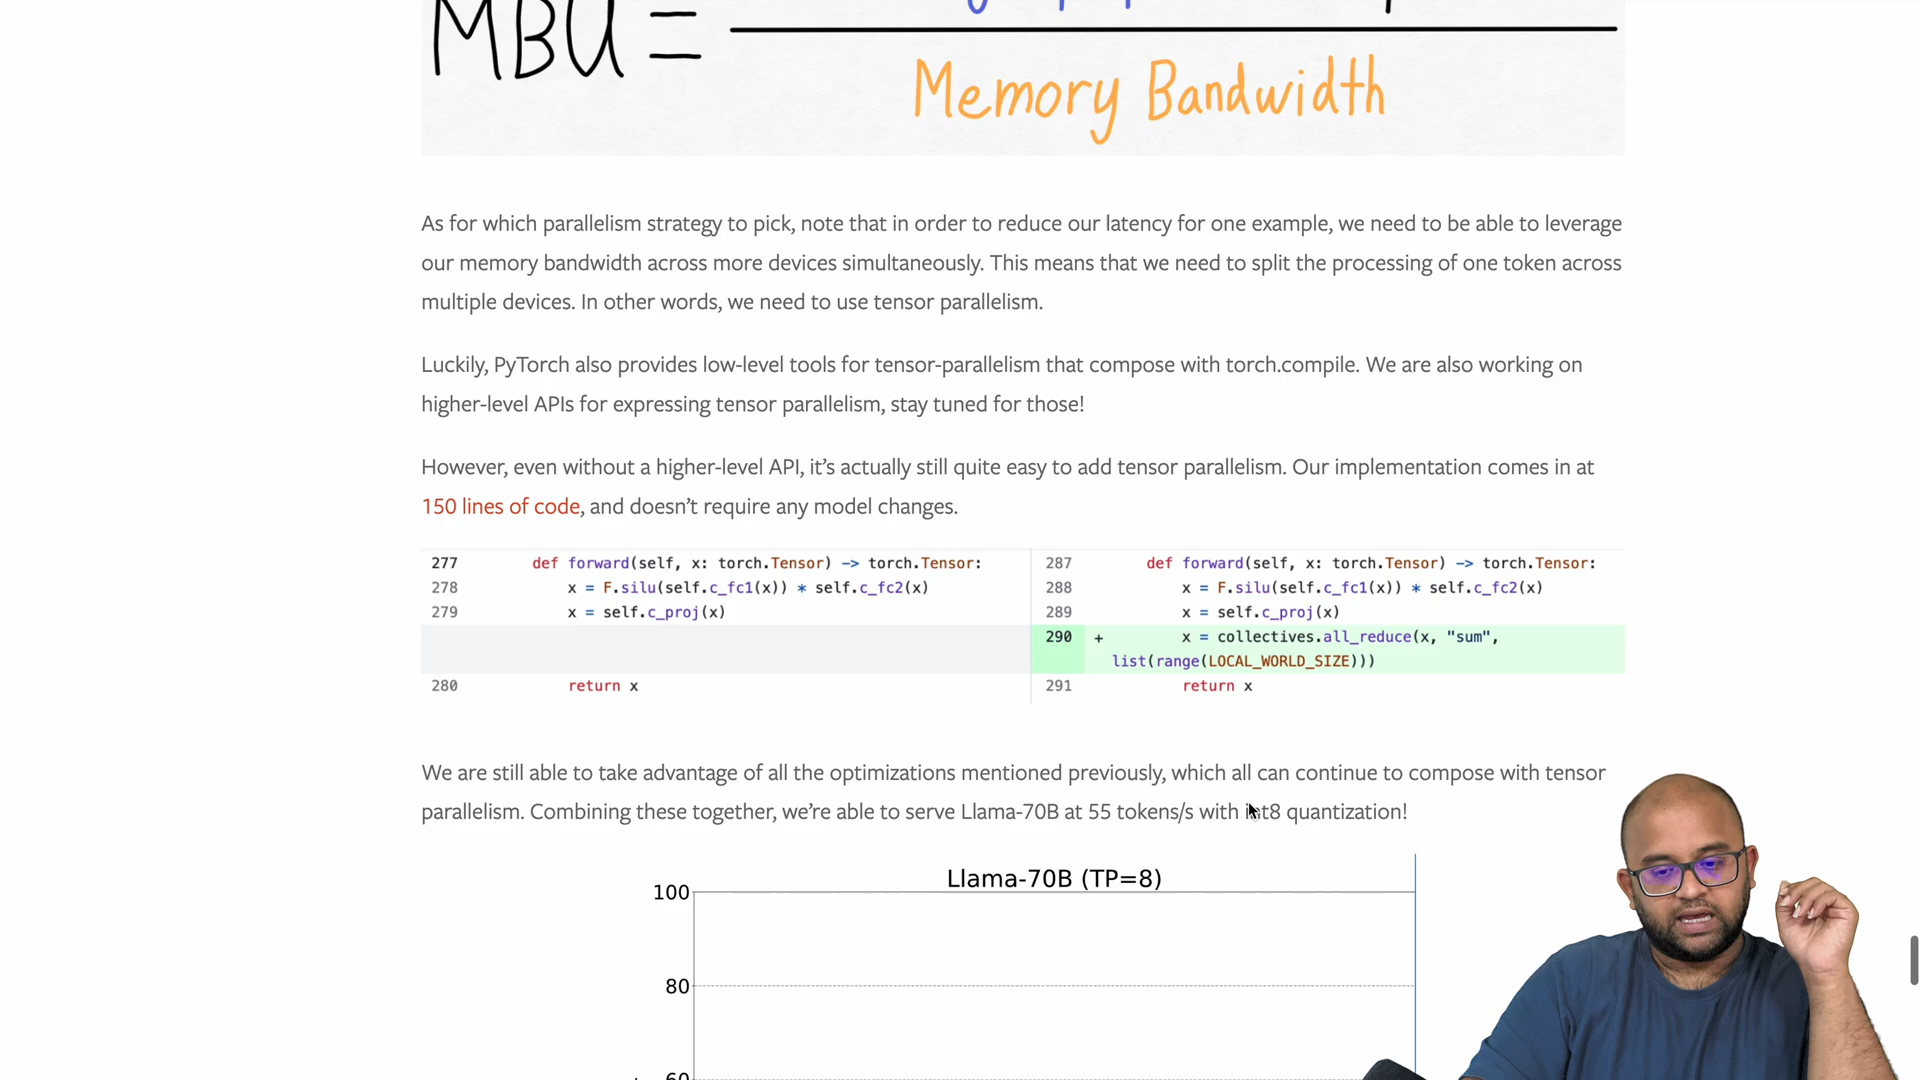 MBU =
Memory Bandwidth
As for which parallelism strategy to pick, note that in order to reduce our latency for one example, we need to be able to leverage
our memory bandwidth across more devices simultaneously. This means that we need to split the processing of one token across
multiple devices. In other words, we need to use tensor parallelism.
Luckily, PyTorch also provides low-level tools for tensor-parallelism that compose with torch.compile. We are also working on
higher-level APIs for expressing tensor parallelism, stay tuned for those!
However, even without a higher-level API, it's actually still quite easy to add tensor parallelism. Our implementation comes in at
150 lines of code, and doesn't require any model changes.
277 def forward(self, x: torch.Tensor) -> torch.Tensor:
278 x = F.silu(self.c_fc1(x)) * self.c_fc2(x)
279 x = self.c_proj(x)
280 return x
287 def forward(self, x: torch.Tensor) -> torch.Tensor:
288 x = F.silu(self.c_fc1(x)) * self.c_fc2(x)
289 x = self.c_proj(x)
290 + x = collectives.all_reduce(x, "sum",
list(range(LOCAL_WORLD_SIZE)))
291 return x
We are still able to take advantage of all the optimizations mentioned previously, which all can continue to compose with tensor
parallelism. Combining these together, we're able to serve Llama-70B at 55 tokens/s with int8 quantization!
Llama-70B (TP=8)
100
80
60